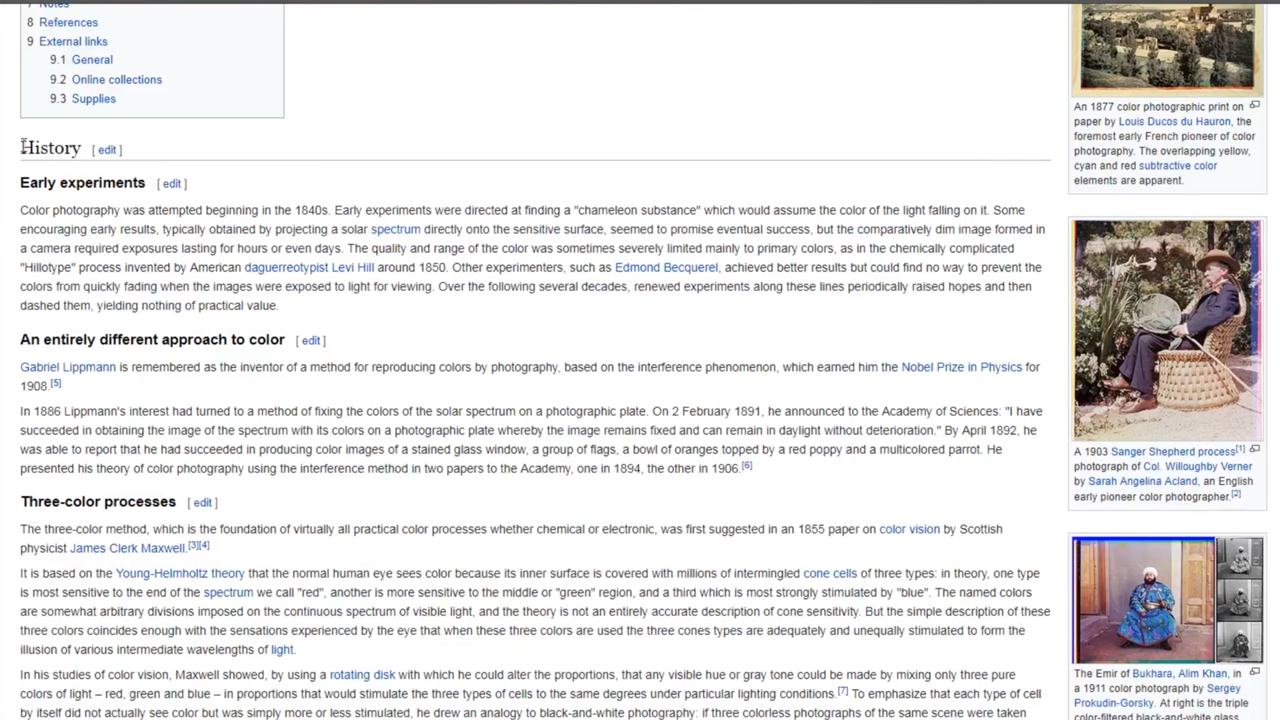 7 Notes
8 References
9 External links
9.1 General
9.2 Online collections
9.3 Supplies
History [ edit ]
Early experiments [ edit ]
Color photography was attempted beginning in the 1840s. Early experiments were directed at finding a "chameleon substance" which would assume the color of the light falling on it. Some
encouraging early results, typically obtained by projecting a solar spectrum directly onto the sensitive surface, seemed to promise eventual success, but the comparatively dim image formed in
a camera required exposures lasting for hours or even days. The quality and range of the color was sometimes severely limited mainly to primary colors, as in the chemically complicated
"Hillotype" process invented by American daguerreotypist Levi Hill around 1850. Other experimenters, such as Edmond Becquerel, achieved better results but could find no way to prevent the
colors from quickly fading when the images were exposed to light for viewing. Over the following several decades, renewed experiments along these lines periodically raised hopes and then
dashed them, yielding nothing of practical value.
An entirely different approach to color [ edit ]
Gabriel Lippmann is remembered as the inventor of a method for reproducing colors by photography, based on the interference phenomenon, which earned him the Nobel Prize in Physics for
1908.[5]
In 1886 Lippmann's interest had turned to a method of fixing the colors of the solar spectrum on a photographic plate. On 2 February 1891, he announced to the Academy of Sciences: "I have
succeeded in obtaining the image of the spectrum with its colors on a photographic plate whereby the image remains fixed and can remain in daylight without deterioration." By April 1892, he
was able to report that he had succeeded in producing color images of a stained glass window, a group of flags, a bowl of oranges topped by a red poppy and a multicolored parrot. He
presented his theory of color photography using the interference method in two papers to the Academy, one in 1894, the other in 1906.[6]
Three-color processes [ edit ]
The three-color method, which is the foundation of virtually all practical color processes whether chemical or electronic, was first suggested in an 1855 paper on color vision by Scottish
physicist James Clerk Maxwell.[3][4]
It is based on the Young-Helmholtz theory that the normal human eye sees color because its inner surface is covered with millions of intermingled cone cells of three types: in theory, one type
is most sensitive to the end of the spectrum we call "red", another is more sensitive to the middle or "green" region, and a third which is most strongly stimulated by "blue". The named colors
are somewhat arbitrary divisions imposed on the continuous spectrum of visible light, and the theory is not an entirely accurate description of cone sensitivity. But the simple description of these
three colors coincides enough with the sensations experienced by the eye that when these three colors are used the three cones types are adequately and unequally stimulated to form the
illusion of various intermediate wavelengths of light.
In his studies of color vision, Maxwell showed, by using a rotating disk with which he could alter the proportions, that any visible hue or gray tone could be made by mixing only three pure
colors of light – red, green and blue – in proportions that would stimulate the three types of cells to the same degrees under particular lighting conditions.[7] To emphasize that each type of cell
by itself did not actually see color but was simply more or less stimulated, he drew an analogy to black-and-white photography: if three colorless photographs of the same scene were taken
An 1877 color photographic print on
paper by Louis Ducos du Hauron, the
foremost early French pioneer of color
photography. The overlapping yellow,
cyan and red subtractive color
elements are apparent.
A 1903 Sanger Shepherd process[1]
photograph of Col. Willoughby Verner
by Sarah Angelina Acland, an English
early pioneer color photographer.[2]
The Emir of Bukhara, Alim Khan, in
a 1911 color photograph by Sergey
Prokudin-Gorsky. At right is the triple
color-filtered black-and-white glass